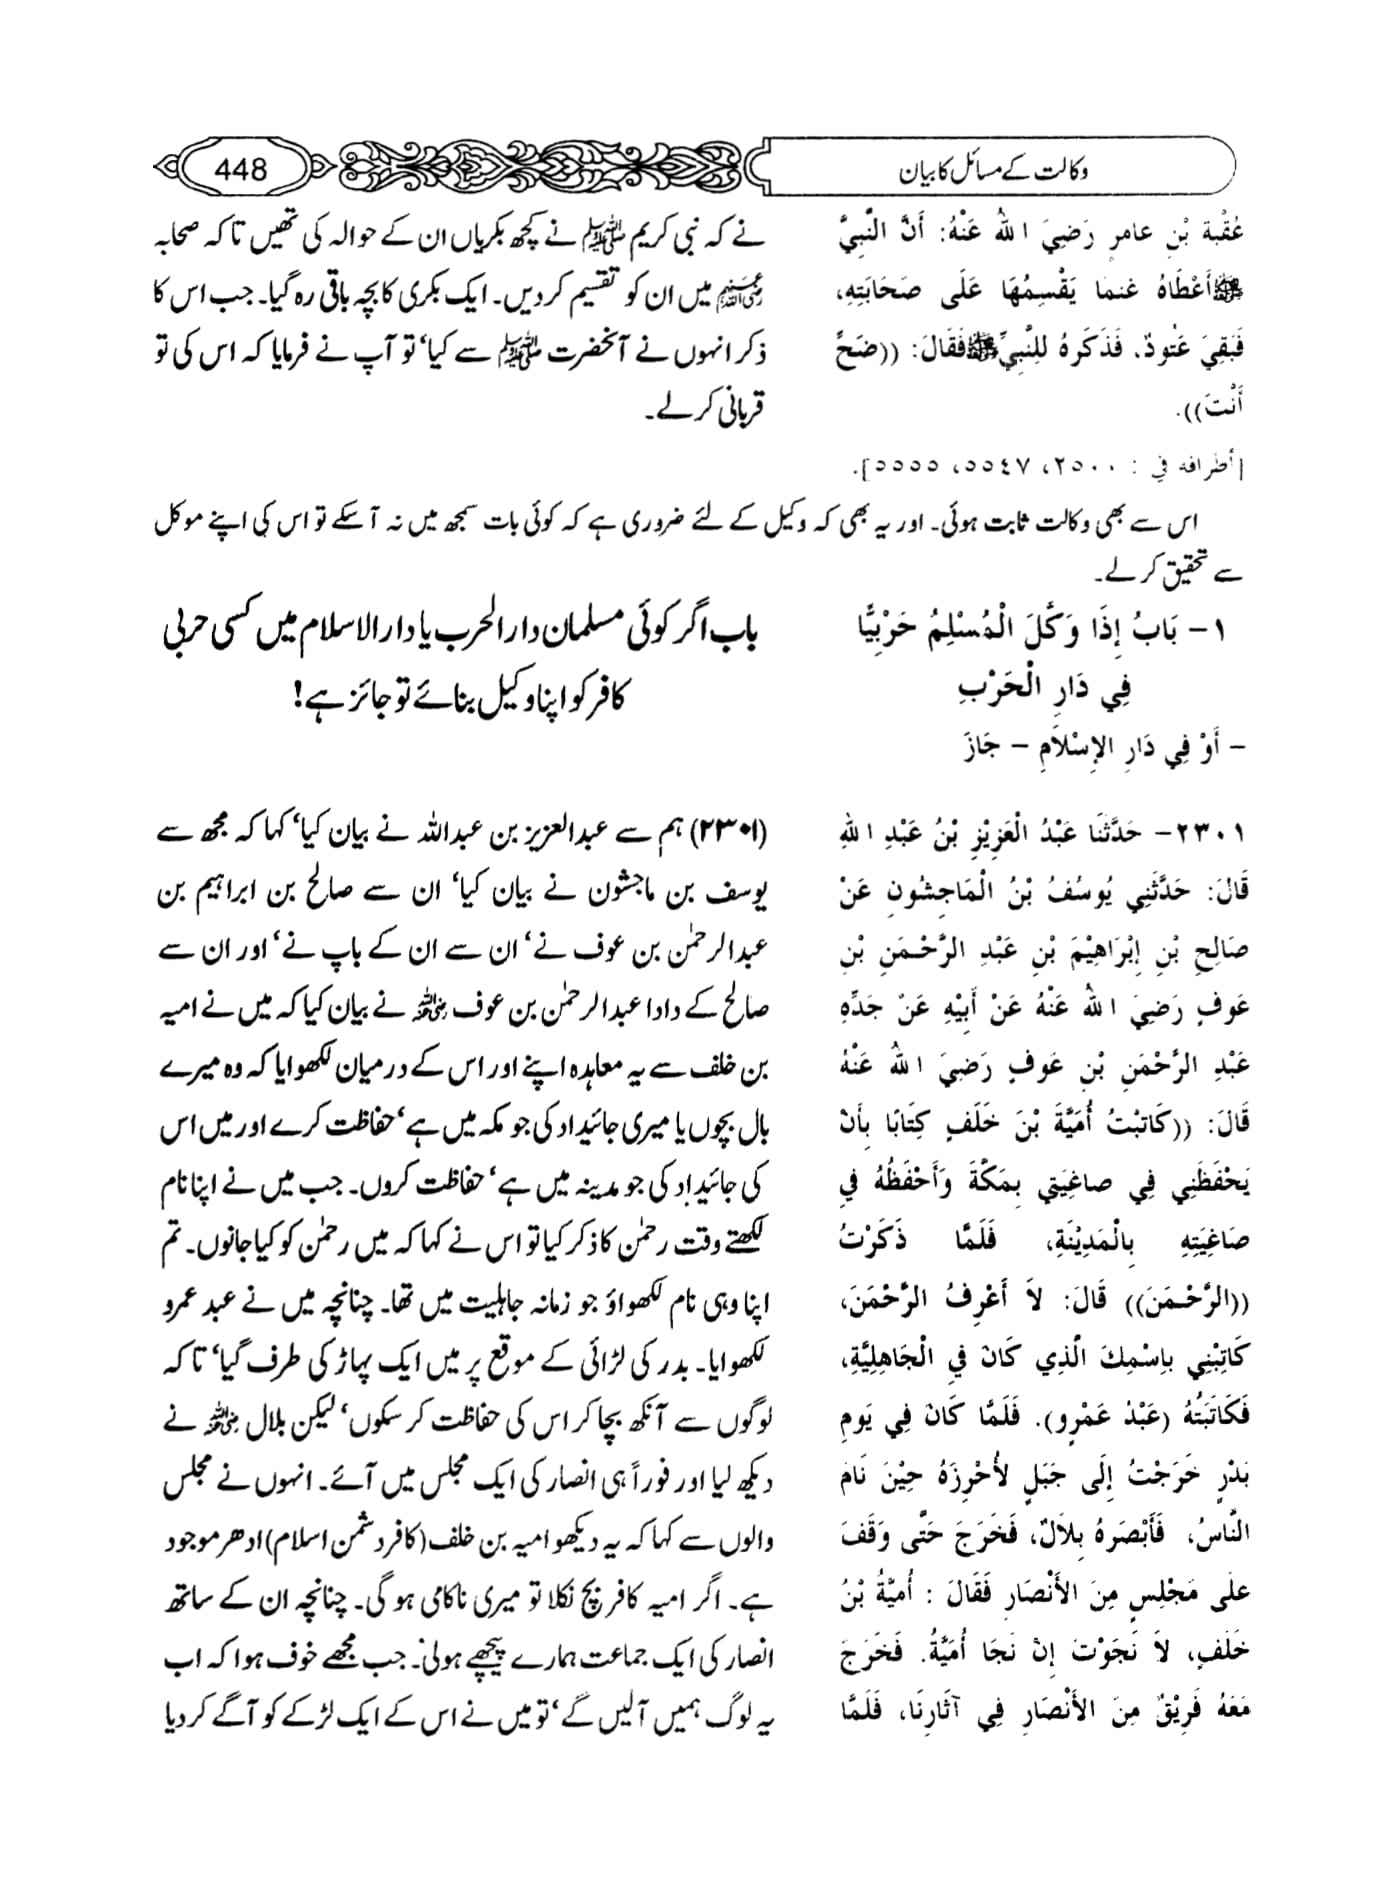 وکالت کے مسائل کا بیان
448
عُقْبَة بْنِ عامرٍ رَضِيَ اللهُ عَنْهُ: أَنَّ النَّبِيَّ
ﷺ أَعْطَاهُ غنما يَقْسِمُهَا عَلَى صَحَابَتِهِ،
فَبَقِيَ عَتُودٌ، فَذَكَرهُ لِلنَّبِيِّ ﷺ فَقَالَ: ((ضَحِّ
أَنْتَ)).
[أطرافه في : ٢٥٠٠، ٥٥٤٧، ٥٥٥٥].
نے کہ نبی کریم ﷺ نے کچھ بکریاں ان کے حوالہ کی تھیں تاکہ صحابہ
رضی اللہ عنہم میں ان کو تقسیم کردیں۔ ایک بکری کا بچہ باقی رہ گیا۔ جب اس کا
ذکر انہوں نے آنحضرت ﷺ سے کیا‘ تو آپ نے فرمایا کہ اس کی تو
قربانی کرلے۔
اس سے بھی وکالت ثابت ہوئی۔ اور یہ بھی کہ وکیل کے لئے ضروری ہے کہ کوئی بات سمجھ میں نہ آسکے تو اس کی اپنے موکل
سے تحقیق کرلے۔
١– بَابُ إِذَا وَكَّلَ الْمُسْلِمُ حَرْبِيًّا
فِي دَارِ الْحَرْبِ
– أَوْ فِي دَارِ الإِسْلَامِ – جَازَ
باب اگر کوئی مسلمان دار الحرب یا دار الاسلام میں کسی حربی
کافر کو اپنا وکیل بنائے تو جائز ہے!
٢٣٠١– حَدَّثَنَا عَبْدُ الْعَزِيْزِ بْنُ عَبْدِ اللهِ
قَالَ: حَدَّثَنِي يُوسُفُ بْنُ الْمَاجِشُونِ عَنْ
صَالِحِ بْنِ إِبْرَاهِيْمَ بْنِ عَبْدِ الرَّحْمَنِ بْنِ
عَوفٍ رَضِيَ اللهُ عَنْهُ عَنْ أَبِيْهِ عَنْ جَدِّهِ
عَبْدِ الرَّحْمَنِ بْنِ عَوفٍ رَضِيَ اللهُ عَنْهُ
قَالَ: ((كَاتَبْتُ أُمَيَّةَ بْنَ خَلَفٍ كِتَابًا بِأَنْ
يَحْفَظَنِي فِي صاغِيَتِي بِمَكَّةَ وَأَحْفَظُهُ فِي
صَاغِيَتِهِ بِالْمَدِيْنَةِ، فَلَمَّا ذَكَرْتُ
((الرَّحْمَنَ)) قَالَ: لاَ أَعْرِفُ الرَّحْمَنَ،
كَاتِبْنِي بِاسْمِكَ الَّذِي كَانَ فِي الْجَاهِلِيَّةِ،
فَكَاتَبْتُهُ (عَبْدُ عَمْرٍو). فَلَمَّا كَانَ فِي يَومِ
بَدْرٍ خَرَجْتُ إِلَى جَبَلٍ لأُحْرِزَهُ حِيْنَ نَامَ
النَّاسُ، فَأَبْصَرَهُ بِلَالٌ، فَخَرَجَ حَتَّى وَقَفَ
عَلَى مَجْلِسٍ مِنَ الأَنْصَارِ فَقَالَ : أُمَيَّةُ بْنُ
خَلَفٍ، لاَ نَجَوْتُ إِنْ نَجَا أُمَيَّةُ. فَخَرَجَ
مَعَهُ فَرِيْقٌ مِنَ الأَنْصَارِ فِي آثَارِنَا، فَلَمَّا
(۲۳۰۱) ہم سے عبدالعزیز بن عبداللہ نے بیان کیا‘ کہا کہ مجھ سے
یوسف بن ماجشون نے بیان کیا‘ ان سے صالح بن ابراہیم بن
عبدالرحمٰن بن عوف نے‘ ان سے ان کے باپ نے‘ اور ان سے
صالح کے دادا عبدالرحمٰن بن عوف رضی اللہ عنہ نے بیان کیا کہ میں نے امیہ
بن خلف سے یہ معاہدہ اپنے اور اس کے درمیان لکھوایا کہ وہ میرے
بال بچوں یا میری جائیداد کی جو مکہ میں ہے‘ حفاظت کرے اور میں اس
کی جائیداد کی جو مدینہ میں ہے‘ حفاظت کروں۔ جب میں نے اپنا نام
لکھتے وقت رحمٰن کا ذکر کیا تو اس نے کہا کہ میں رحمٰن کو کیا جانوں۔ تم
اپنا وہی نام لکھواؤ جو زمانہ جاہلیت میں تھا۔ چنانچہ میں نے عبد عمرو
لکھوایا۔ بدر کی لڑائی کے موقع پر میں ایک پہاڑ کی طرف گیا‘ تاکہ
لوگوں سے آنکھ بچا کر اس کی حفاظت کر سکوں‘ لیکن بلال رضی اللہ عنہ نے
دیکھ لیا اور فوراً ہی انصار کی ایک مجلس میں آئے۔ انہوں نے مجلس
والوں سے کہا کہ یہ دیکھو امیہ بن خلف (کافر دشمن اسلام) ادھر موجود
ہے۔ اگر امیہ کافر بچ نکلا تو میری ناکامی ہو گی۔ چنانچہ ان کے ساتھ
انصار کی ایک جماعت ہمارے پیچھے ہولی۔ جب مجھے خوف ہوا کہ اب
یہ لوگ ہمیں آلیں گے‘ تو میں نے اس کے ایک لڑکے کو آگے کر دیا